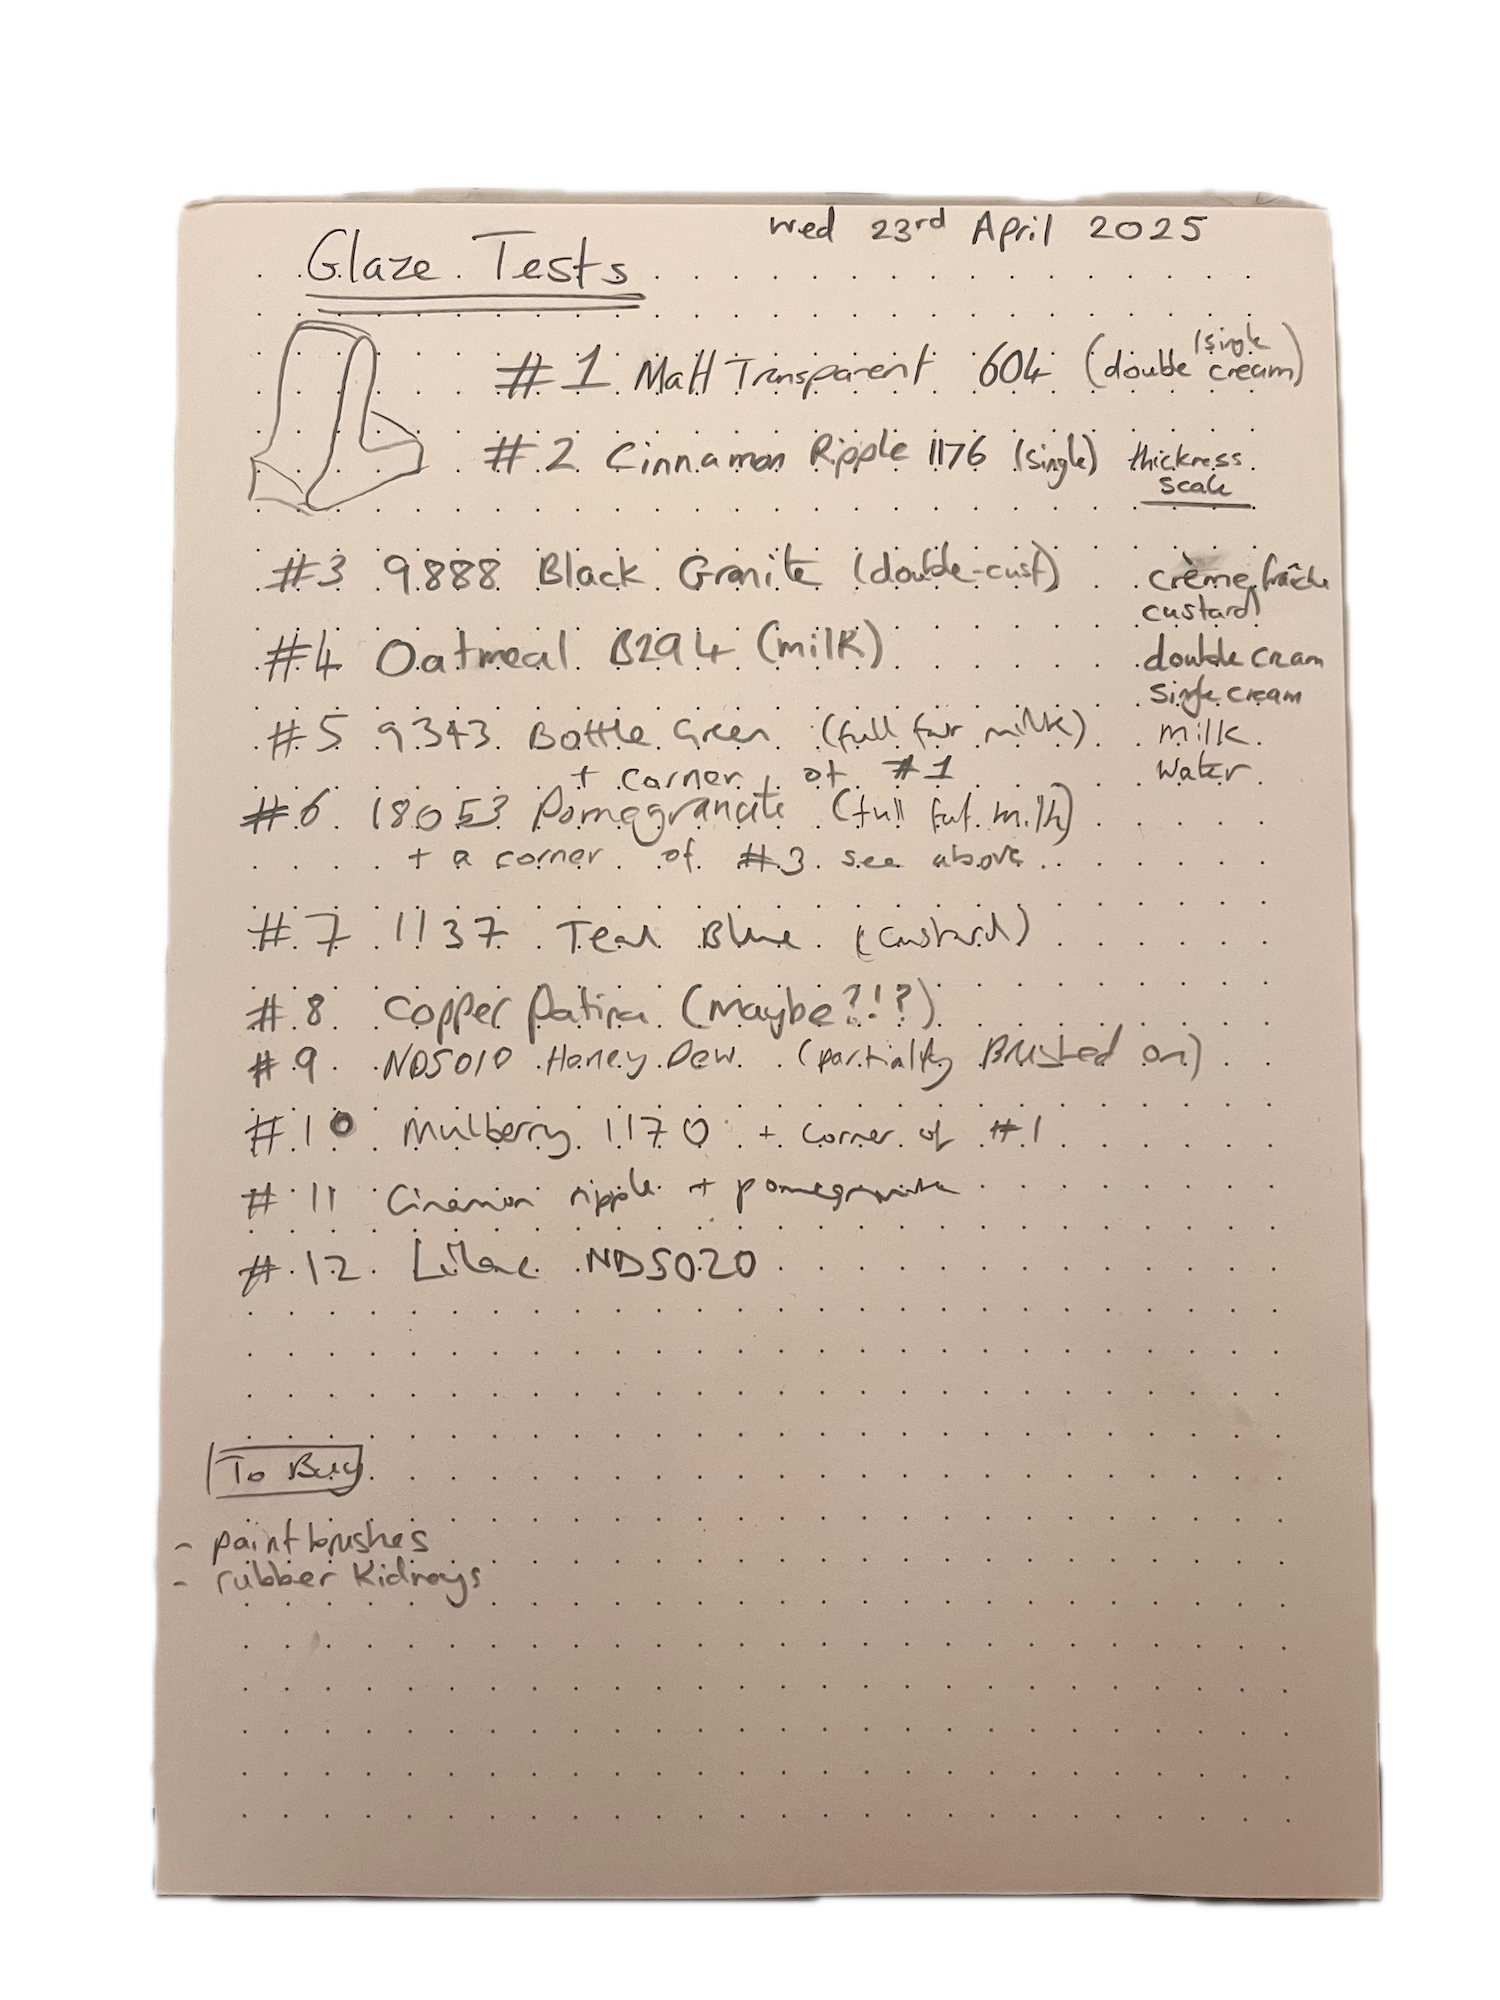 Wed 23rd April 2025
Glaze Tests
#1 Matt Transparent 604 (double /single cream)
#2 Cinnamon Ripple 1176 (single)
thickness
scale
#3 9888 Black Granite (double-cust)
#4 Oatmeal B294 (milk)
#5 9343 Bottle Green (full fat milk)
+ corner of #1
#6 18053 Pomegranate (full fat milk)
+ a corner of #3 see above
#7 1137 Teal Blue (custard)
#8 Copper Patina (Maybe?!?)
#9 ND5010 Honey Dew (partially Brushed on)
#10 Mulberry 1170 + corner of #1
#11 Cinamon ripple + pomegranate
#12 Lilac ND5020
crème fraîche
custard
double cream
single cream
milk
water
To Buy
- paint brushes
- rubber Kidneys